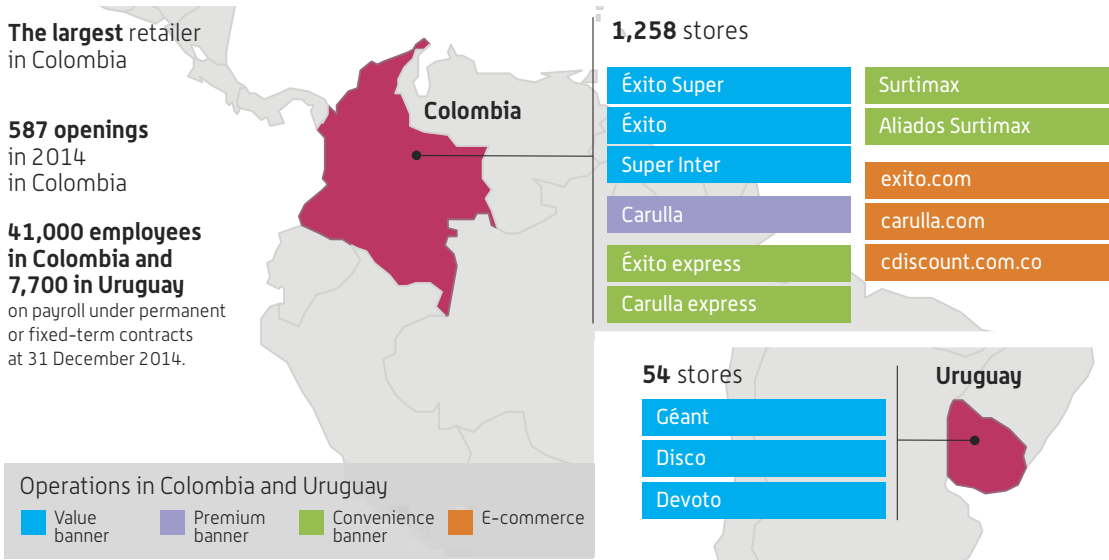 The largest retailer
in Colombia
587 openings
in 2014
in Colombia
41,000 employees
in Colombia and
7,700 in Uruguay
on payroll under permanent
or fixed-term contracts
at 31 December 2014.
Colombia
1,258 stores
Éxito Super
Éxito
Super Inter
Carulla
Éxito express
Carulla express
Surtimax
Aliados Surtimax
exito.com
carulla.com
cdiscount.com.co
54 stores
Géant
Disco
Devoto
Uruguay
Operations in Colombia and Uruguay
Value
banner
Premium
banner
Convenience
banner
E-commerce